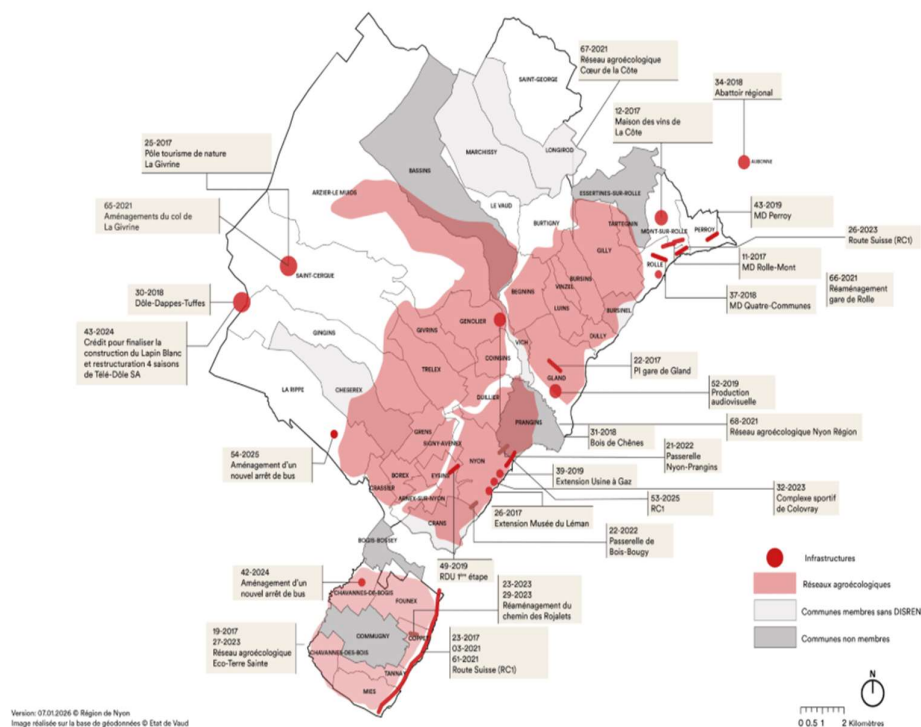 67-2021
Réseau agroécologique
Cœur de la Côte
SAINT-GEORGE
34-2018
Abattoir régional
12-2017
Maison des vins de
La Côte
25-2017
Pôle tourisme de nature
La Givrine
MARCHISSY
LONGIROD
AUBONNE
BASSINS
ARZIER-LE MUIDS
ESSERTINES-SUR-ROLLE
LE VAUD
BURTIGNY
TARTEGNIN
MONT-SUR-ROLLE
PERROY
43-2019
MD Perroy
65-2021
Aménagements du col de
La Givrine
26-2023
Route Suisse (RC1)
GILLY
ROLLE
11-2017
MD Rolle-Mont
SAINT-CERGUE
66-2021
Réaménagement
gare de Rolle
30-2018
Dôle-Dappes-Tuffes
BEGNINS
VINZEL
BURSINS
LUINS
BURSINEL
37-2018
MD Quatre-Communes
43-2024
Crédit pour finaliser la
construction du Lapin Blanc
et restructuration 4 saisons
de Télé-Dôle SA
GINGINS
GIVRINS
GENOLIER
DULLY
VICH
COINSINS
TRELEX
GLAND
22-2017
PI gare de Gland
LA RIPPE
CHESEREX
DUILLIER
52-2019
Production
audiovisuelle
PRANGINS
68-2021
Réseau agroécologique Nyon Région
31-2018
Bois de Chênes
GRENS
SIGNY-AVENEX
NYON
21-2022
Passerelle
Nyon-Prangins
54-2025
Aménagement d'un
nouvel arrêt de bus
BOREX
EYSINS
39-2019
Extension Usine à Gaz
32-2023
Complexe sportif
de Colovray
CRASSIER
ARNEX-SUR-NYON
53-2025
RC1
26-2017
Extension Musée du Léman
CRANS
22-2022
Passerelle de
Bois-Bougy
BOGIS-BOSSEY
49-2019
RDU 1ère étape
Infrastructures
42-2024
Aménagement d'un
nouvel arrêt de bus
CHAVANNES-DE-BOGIS
FOUNEX
23-2023
29-2023
Réaménagement du
chemin des Rojalets
Réseaux agroécologiques
Communes membres sans DISREN
19-2017
27-2023
Réseau agroécologique
Eco-Terre Sainte
COMMUGNY
COPPET
23-2017
03-2021
61-2021
Route Suisse (RC1)
Communes non membres
CHAVANNES-DES-BOIS
TANNAY
MIES
N
0 0.5 1 2 Kilomètres
Version: 07.01.2026 © Région de Nyon
Image réalisée sur la base de géodonnées © Etat de Vaud